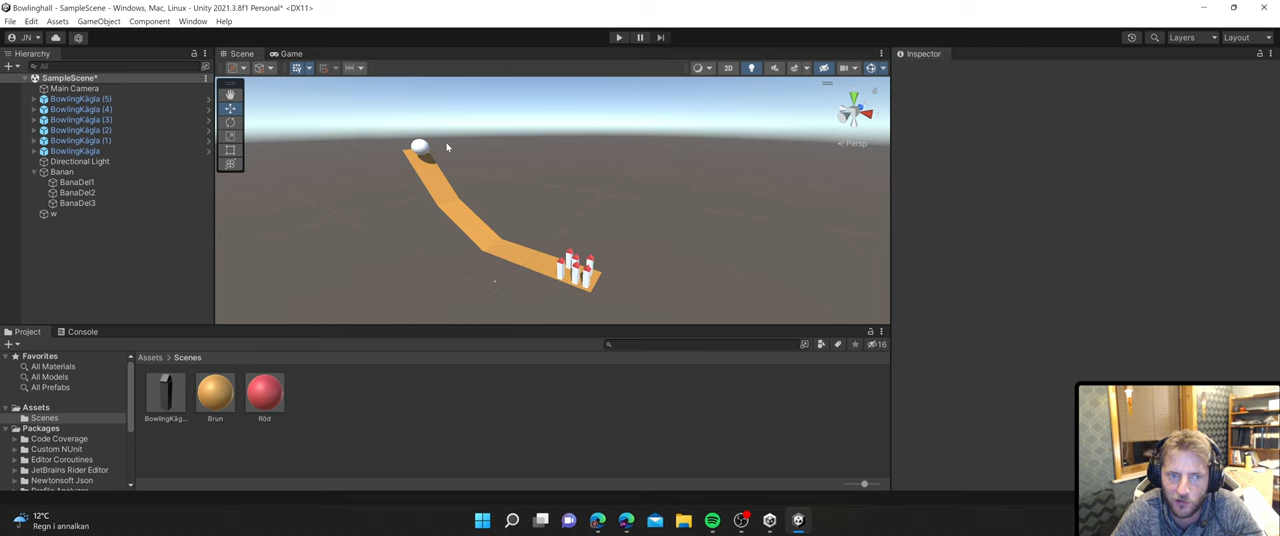 Bowlinghall - SampleScene - Windows, Mac, Linux - Unity 2021.3.8f1 Personal* <DX11>
File Edit Assets GameObject Component Window Help
JN Layers Layout
Hierarchy Scene Game Inspector
All
SampleScene*
Main Camera
BowlingKägla (5)
BowlingKägla (4)
BowlingKägla (3)
BowlingKägla (2)
BowlingKägla (1)
BowlingKägla
Directional Light
Banan
BanaDel1
BanaDel2
BanaDel3
w
2D
Persp
Project Console
16
Favorites
All Materials
All Models
All Prefabs
Assets
Scenes
Packages
Code Coverage
Custom NUnit
Editor Coroutines
JetBrains Rider Editor
Newtonsoft Json
Assets > Scenes
BowlingKäg... Brun Röd
12°C
Regn i annalkan